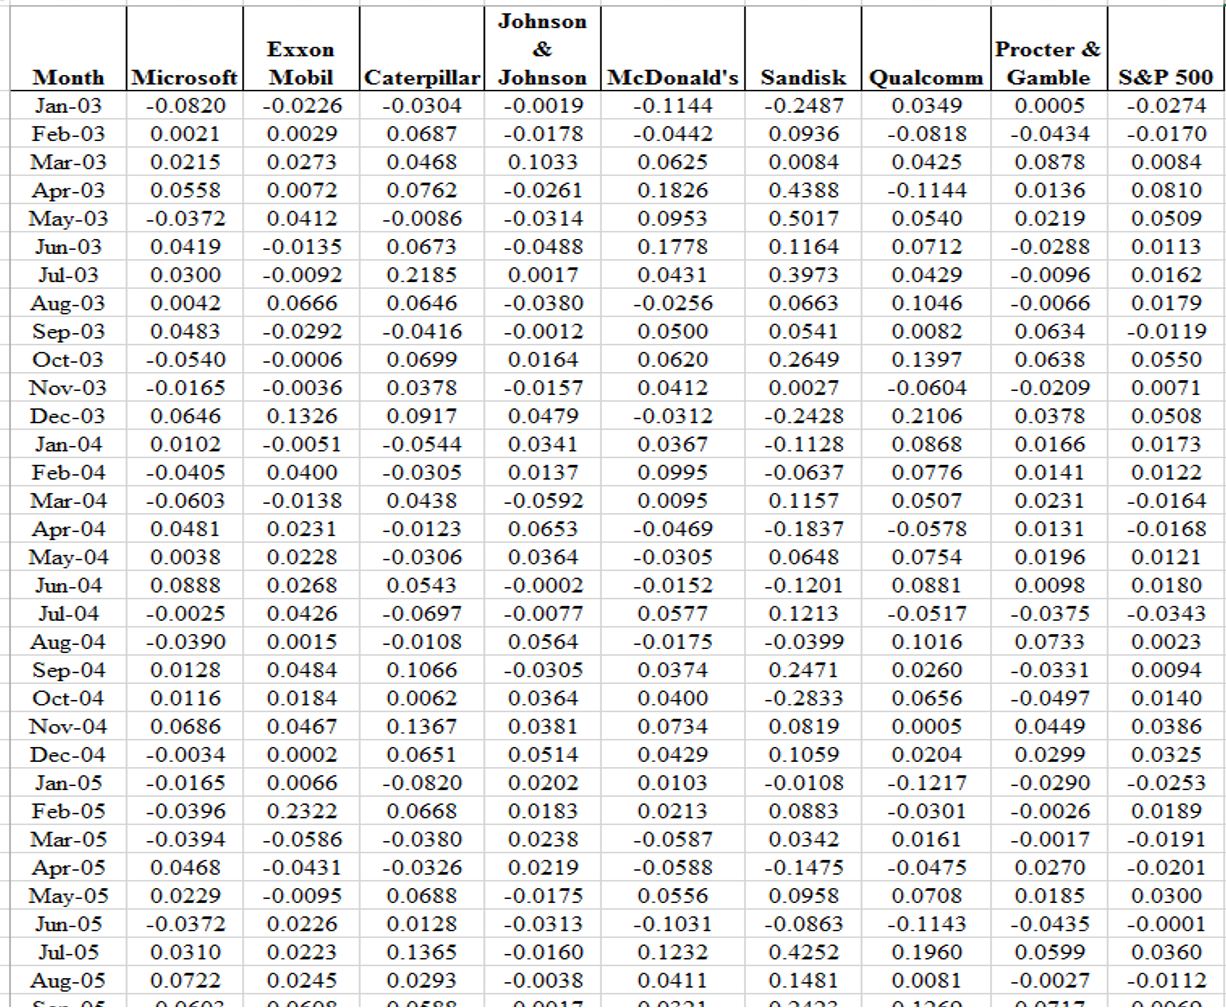 Month Microsoft Exxon Mobil Caterpillar Johnson & Johnson McDonald's Sandisk Qualcomm Procter & Gamble S&P 500
Jan-03 -0.0820 -0.0226 -0.0304 -0.0019 -0.1144 -0.2487 0.0349 0.0005 -0.0274
Feb-03 0.0021 0.0029 0.0687 -0.0178 -0.0442 0.0936 -0.0818 -0.0434 -0.0170
Mar-03 0.0215 0.0273 0.0468 0.1033 0.0625 0.0084 0.0425 0.0878 0.0084
Apr-03 0.0558 0.0072 0.0762 -0.0261 0.1826 0.4388 -0.1144 0.0136 0.0810
May-03 -0.0372 0.0412 -0.0086 -0.0314 0.0953 0.5017 0.0540 0.0219 0.0509
Jun-03 0.0419 -0.0135 0.0673 -0.0488 0.1778 0.1164 0.0712 -0.0288 0.0113
Jul-03 0.0300 -0.0092 0.2185 0.0017 0.0431 0.3973 0.0429 -0.0096 0.0162
Aug-03 0.0042 0.0666 0.0646 -0.0380 -0.0256 0.0663 0.1046 -0.0066 0.0179
Sep-03 0.0483 -0.0292 -0.0416 -0.0012 0.0500 0.0541 0.0082 0.0634 -0.0119
Oct-03 -0.0540 -0.0006 0.0699 0.0164 0.0620 0.2649 0.1397 0.0638 0.0550
Nov-03 -0.0165 -0.0036 0.0378 -0.0157 0.0412 0.0027 -0.0604 -0.0209 0.0071
Dec-03 0.0646 0.1326 0.0917 0.0479 -0.0312 -0.2428 0.2106 0.0378 0.0508
Jan-04 0.0102 -0.0051 -0.0544 0.0341 0.0367 -0.1128 0.0868 0.0166 0.0173
Feb-04 -0.0405 0.0400 -0.0305 0.0137 0.0995 -0.0637 0.0776 0.0141 0.0122
Mar-04 -0.0603 -0.0138 0.0438 -0.0592 0.0095 0.1157 0.0507 0.0231 -0.0164
Apr-04 0.0481 0.0231 -0.0123 0.0653 -0.0469 -0.1837 -0.0578 0.0131 -0.0168
May-04 0.0038 0.0228 -0.0306 0.0364 -0.0305 0.0648 0.0754 0.0196 0.0121
Jun-04 0.0888 0.0268 0.0543 -0.0002 -0.0152 -0.1201 0.0881 0.0098 0.0180
Jul-04 -0.0025 0.0426 -0.0697 -0.0077 0.0577 0.1213 -0.0517 -0.0375 -0.0343
Aug-04 -0.0390 0.0015 -0.0108 0.0564 -0.0175 -0.0399 0.1016 0.0733 0.0023
Sep-04 0.0128 0.0484 0.1066 -0.0305 0.0374 0.2471 0.0260 -0.0331 0.0094
Oct-04 0.0116 0.0184 0.0062 0.0364 0.0400 -0.2833 0.0656 -0.0497 0.0140
Nov-04 0.0686 0.0467 0.1367 0.0381 0.0734 0.0819 0.0005 0.0449 0.0386
Dec-04 -0.0034 0.0002 0.0651 0.0514 0.0429 0.1059 0.0204 0.0299 0.0325
Jan-05 -0.0165 0.0066 -0.0820 0.0202 0.0103 -0.0108 -0.1217 -0.0290 -0.0253
Feb-05 -0.0396 0.2322 0.0668 0.0183 0.0213 0.0883 -0.0301 -0.0026 0.0189
Mar-05 -0.0394 -0.0586 -0.0380 0.0238 -0.0587 0.0342 0.0161 -0.0017 -0.0191
Apr-05 0.0468 -0.0431 -0.0326 0.0219 -0.0588 -0.1475 -0.0475 0.0270 -0.0201
May-05 0.0229 -0.0095 0.0688 -0.0175 0.0556 0.0958 0.0708 0.0185 0.0300
Jun-05 -0.0372 0.0226 0.0128 -0.0313 -0.1031 -0.0863 -0.1143 -0.0435 -0.0001
Jul-05 0.0310 0.0223 0.1365 -0.0160 0.1232 0.4252 0.1960 0.0599 0.0360
Aug-05 0.0722 0.0245 0.0293 -0.0038 0.0411 0.1481 0.0081 -0.0027 -0.0112